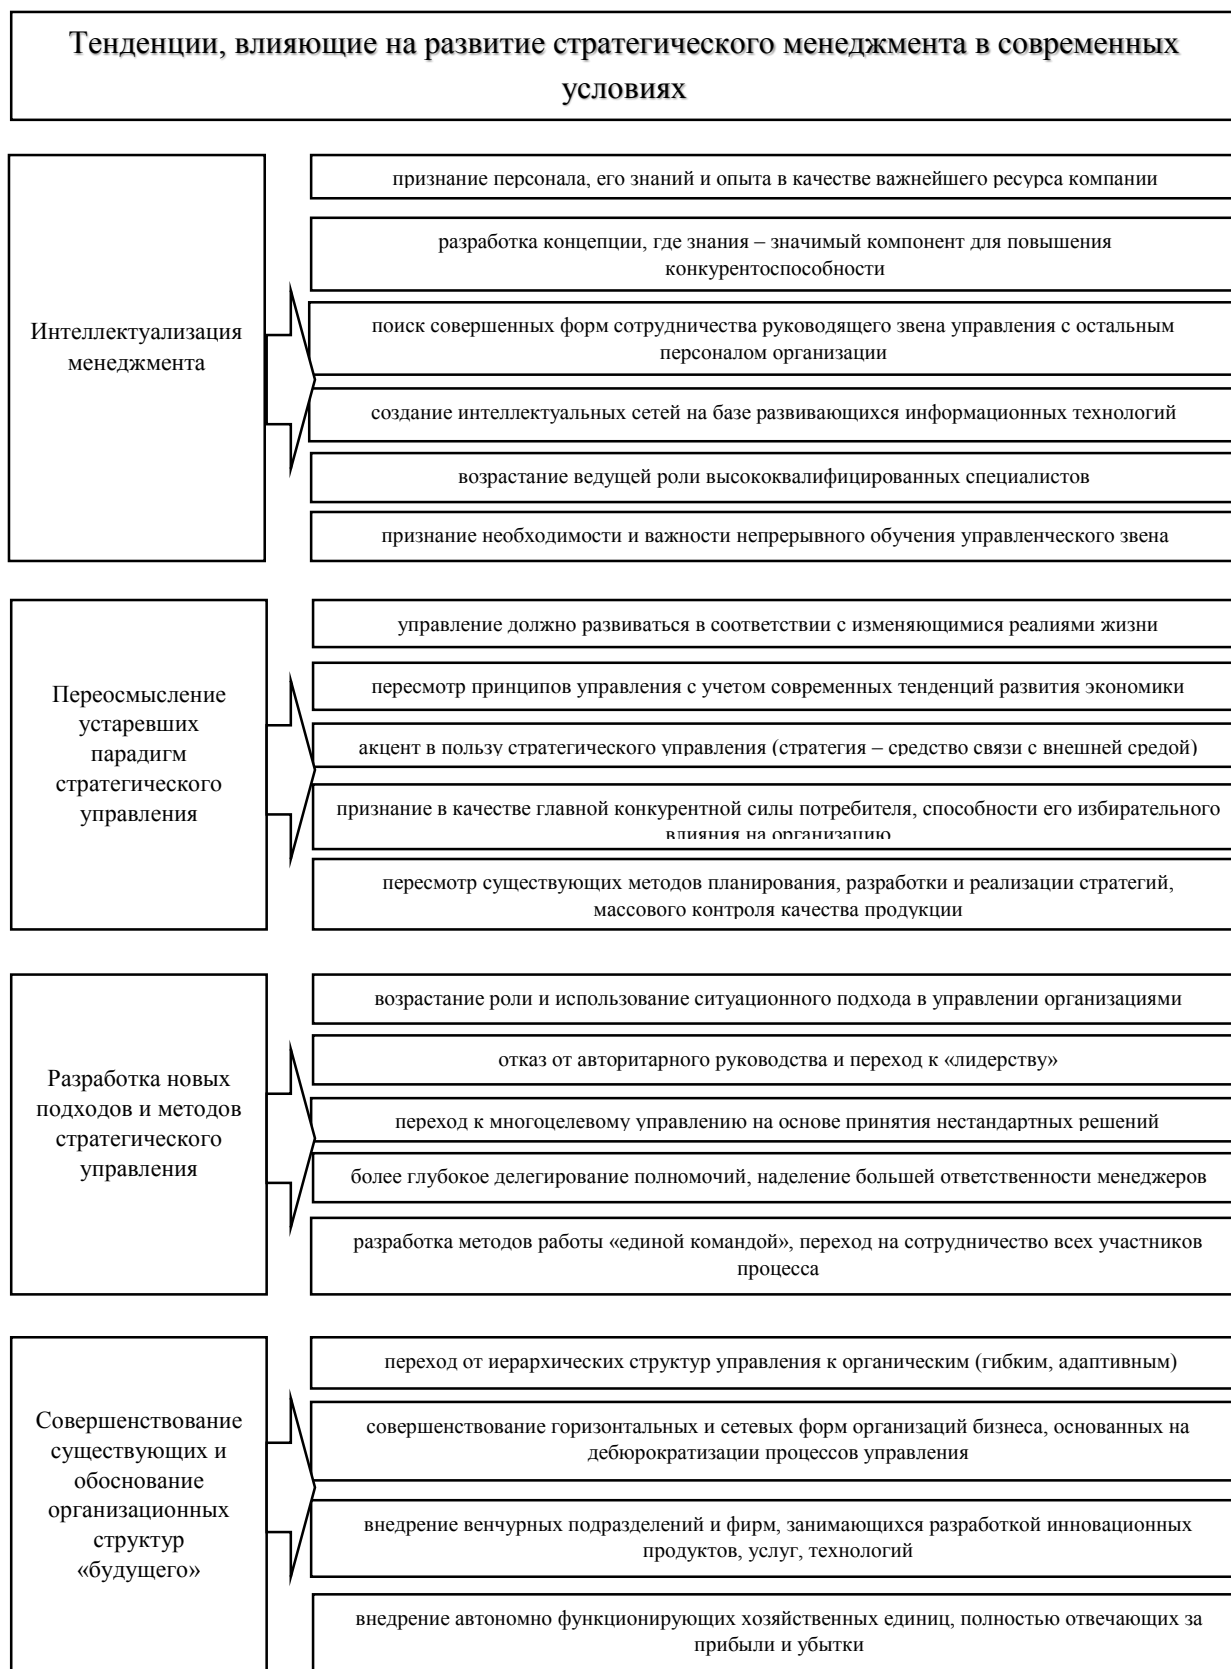 Тенденции, влияющие на развитие стратегического менеджмента в современных
условиях
Интеллектуализация
менеджмента
признание персонала, его знаний и опыта в качестве важнейшего ресурса компании
разработка концепции, где знания – значимый компонент для повышения
конкурентоспособности
поиск совершенных форм сотрудничества руководящего звена управления с остальным
персоналом организации
создание интеллектуальных сетей на базе развивающихся информационных технологий
возрастание ведущей роли высококвалифицированных специалистов
признание необходимости и важности непрерывного обучения управленческого звена
Переосмысление
устаревших
парадигм
стратегического
управления
управление должно развиваться в соответствии с изменяющимися реалиями жизни
пересмотр принципов управления с учетом современных тенденций развития экономики
акцент в пользу стратегического управления (стратегия – средство связи с внешней средой)
признание в качестве главной конкурентной силы потребителя, способности его избирательного
влияния на организацию
пересмотр существующих методов планирования, разработки и реализации стратегий,
массового контроля качества продукции
Разработка новых
подходов и методов
стратегического
управления
возрастание роли и использование ситуационного подхода в управлении организациями
отказ от авторитарного руководства и переход к «лидерству»
переход к многоцелевому управлению на основе принятия нестандартных решений
более глубокое делегирование полномочий, наделение большей ответственности менеджеров
разработка методов работы «единой командой», переход на сотрудничество всех участников
процесса
Совершенствование
существующих и
обоснование
организационных
структур
«будущего»
переход от иерархических структур управления к органическим (гибким, адаптивным)
совершенствование горизонтальных и сетевых форм организаций бизнеса, основанных на
дебюрократизации процессов управления
внедрение венчурных подразделений и фирм, занимающихся разработкой инновационных
продуктов, услуг, технологий
внедрение автономно функционирующих хозяйственных единиц, полностью отвечающих за
прибыли и убытки